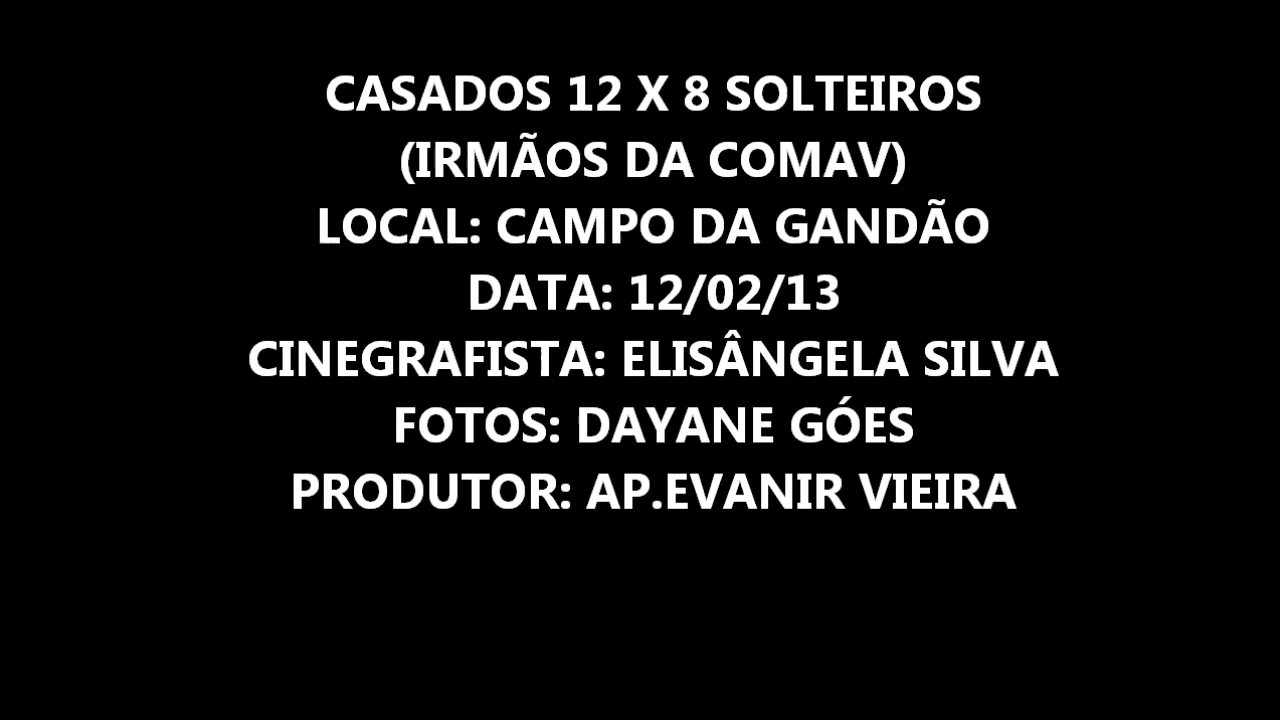 CASADOS 12 X 8 SOLTEIROS
(IRMÃOS DA COMAV)
LOCAL: CAMPO DA GANDÃO
DATA: 12/02/13
CINEGRAFISTA: ELISÂNGELA SILVA
FOTOS: DAYANE GÓES
PRODUTOR: AP.EVANIR VIEIRA